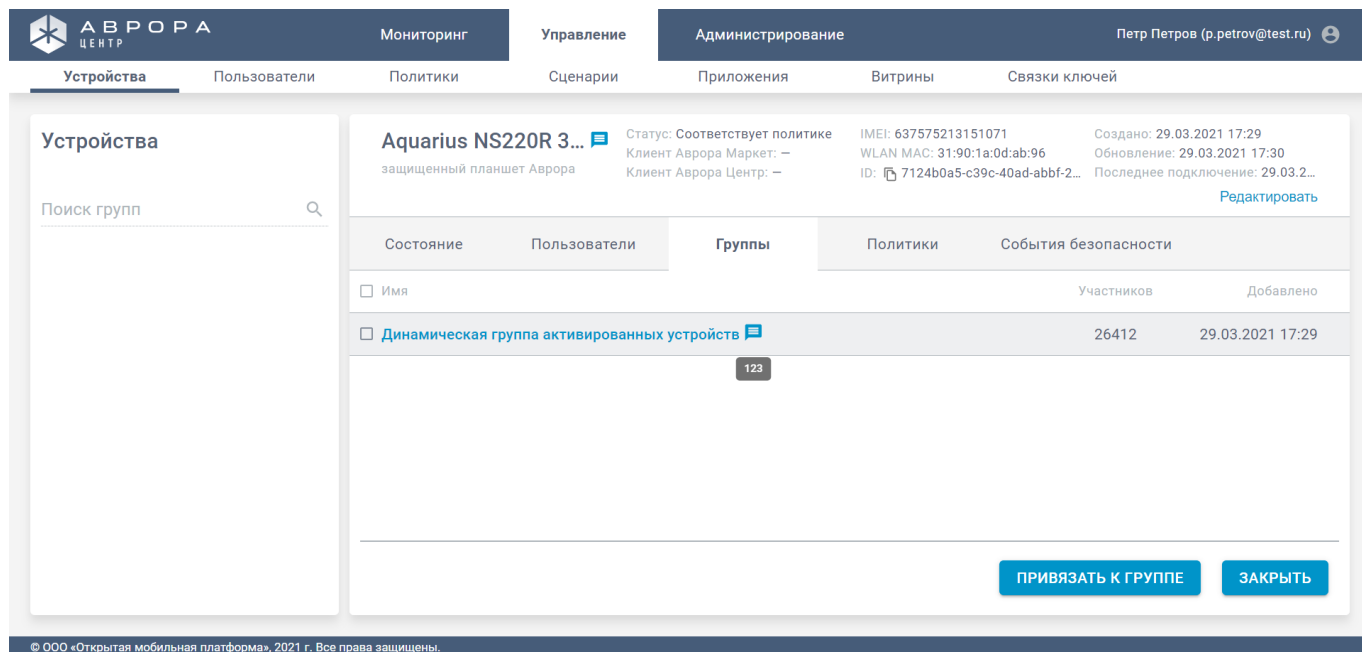 АВРОРА
ЦЕНТР
Мониторинг Управление Администрирование Петр Петров (p.petrov@test.ru)
Устройства Пользователи Политики Сценарии Приложения Витрины Связки ключей
Устройства
Поиск групп
Aquarius NS220R 3...
защищенный планшет Аврора
Статус: Соответствует политике
Клиент Аврора Маркет: —
Клиент Аврора Центр: —
IMEI: 637575213151071
WLAN MAC: 31:90:1a:0d:ab:96
ID: 7124b0a5-c39c-40ad-abbf-2...
Создано: 29.03.2021 17:29
Обновление: 29.03.2021 17:30
Последнее подключение: 29.03.2...
Редактировать
Состояние Пользователи Группы Политики События безопасности
Имя Участников Добавлено
Динамическая группа активированных устройств 26412 29.03.2021 17:29
123
ПРИВЯЗАТЬ К ГРУППЕ ЗАКРЫТЬ
© ООО «Открытая мобильная платформа», 2021 г. Все права защищены.